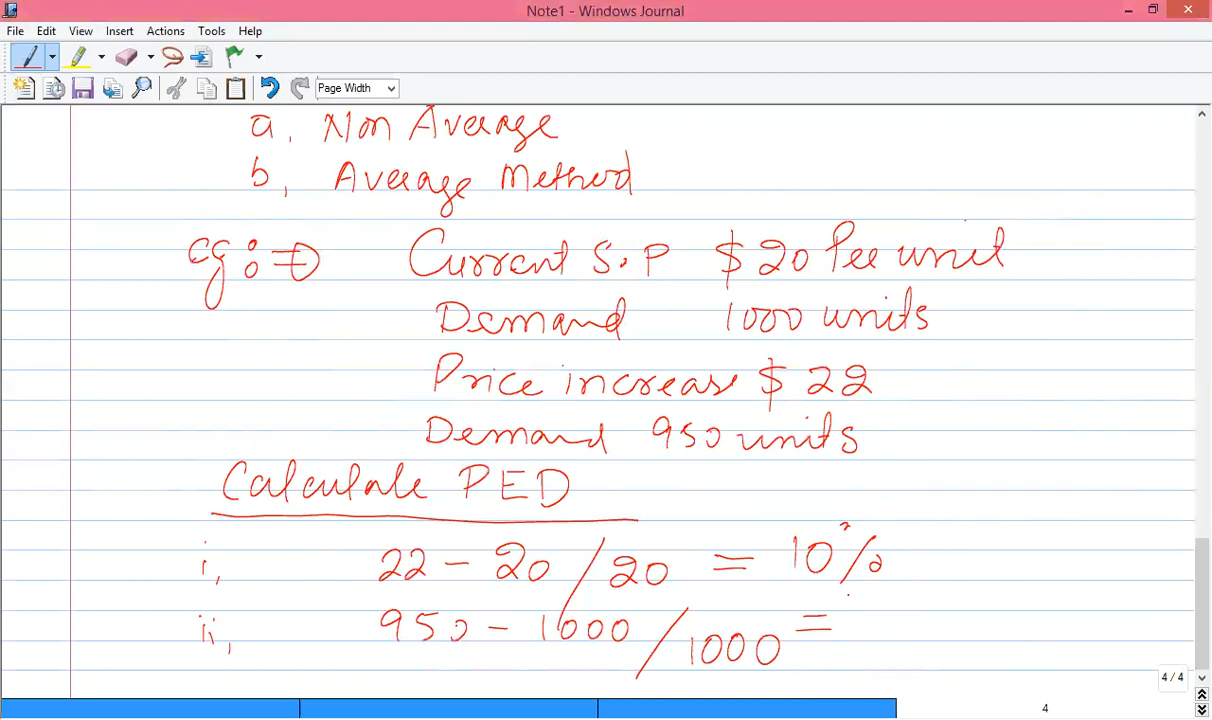 Note1 - Windows Journal
File Edit View Insert Actions Tools Help
Page Width
a, Non Average
b, Average Method
eg: Current S.P $20 Per unit
Demand 1000 units
Price increase $ 22
Demand 950 units
Calculate PED
i, 22 - 20 / 20 = 10%
ii, 950 - 1000 / 1000 =
4 / 4
4